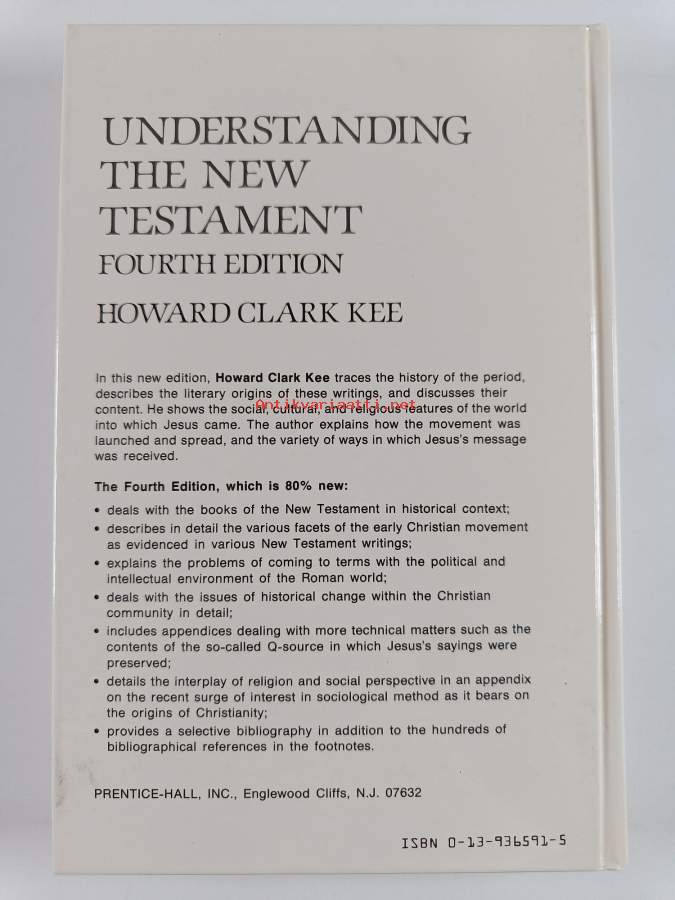 UNDERSTANDING
THE NEW
TESTAMENT
FOURTH EDITION
HOWARD CLARK KEE
In this new edition, Howard Clark Kee traces the history of the period,
describes the literary origins of these writings, and discusses their
content. He shows the social, cultural, and religious features of the world
Antikvariaatti.net
into which Jesus came. The author explains how the movement was
launched and spread, and the variety of ways in which Jesus's message
was received.
The Fourth Edition, which is 80% new:
• deals with the books of the New Testament in historical context;
• describes in detail the various facets of the early Christian movement
as evidenced in various New Testament writings;
• explains the problems of coming to terms with the political and
intellectual environment of the Roman world;
• deals with the issues of historical change within the Christian
community in detail;
• includes appendices dealing with more technical matters such as the
contents of the so-called Q-source in which Jesus's sayings were
preserved;
• details the interplay of religion and social perspective in an appendix
on the recent surge of interest in sociological method as it bears on
the origins of Christianity;
• provides a selective bibliography in addition to the hundreds of
bibliographical references in the footnotes.
PRENTICE-HALL, INC., Englewood Cliffs, N.J. 07632
ISBN 0-13-936591-5